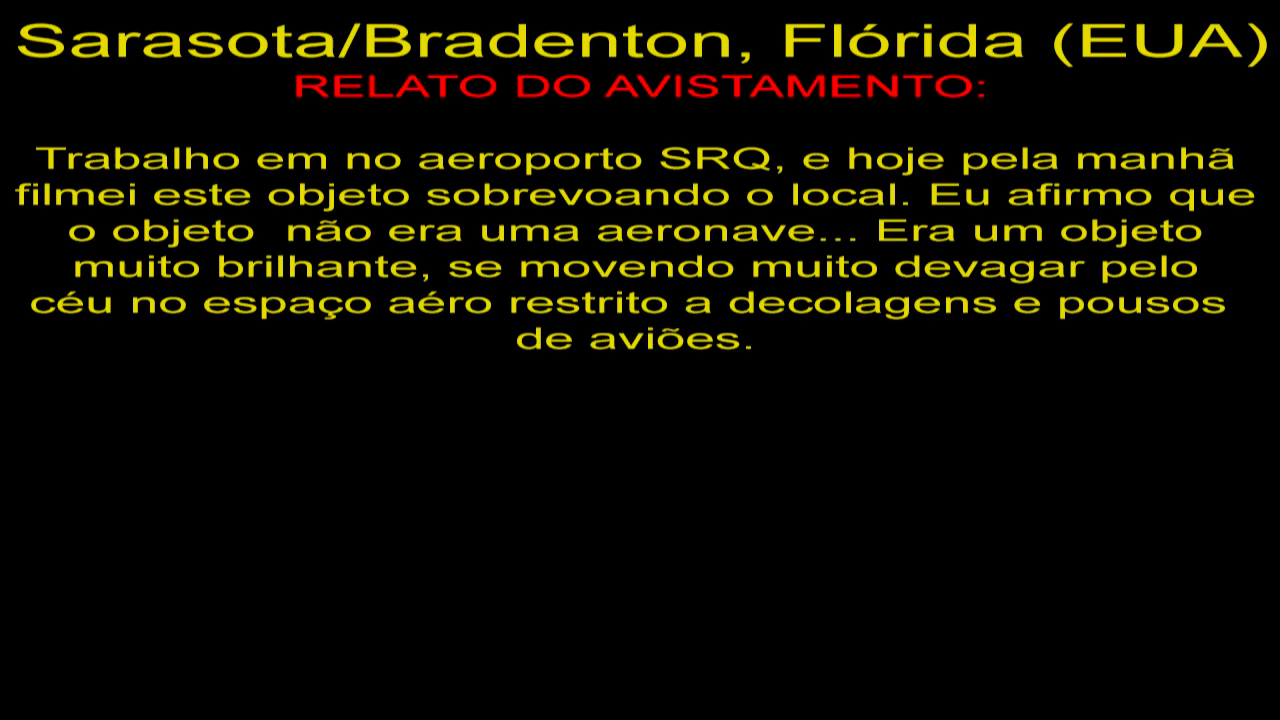 Sarasota/Bradenton, Flórida (EUA)
RELATO DO AVISTAMENTO:
Trabalho em no aeroporto SRQ, e hoje pela manhã
filmei este objeto sobrevoando o local. Eu afirmo que
o objeto  não era uma aeronave... Era um objeto
muito brilhante, se movendo muito devagar pelo
céu no espaço aéro restrito a decolagens e pousos
de aviões.